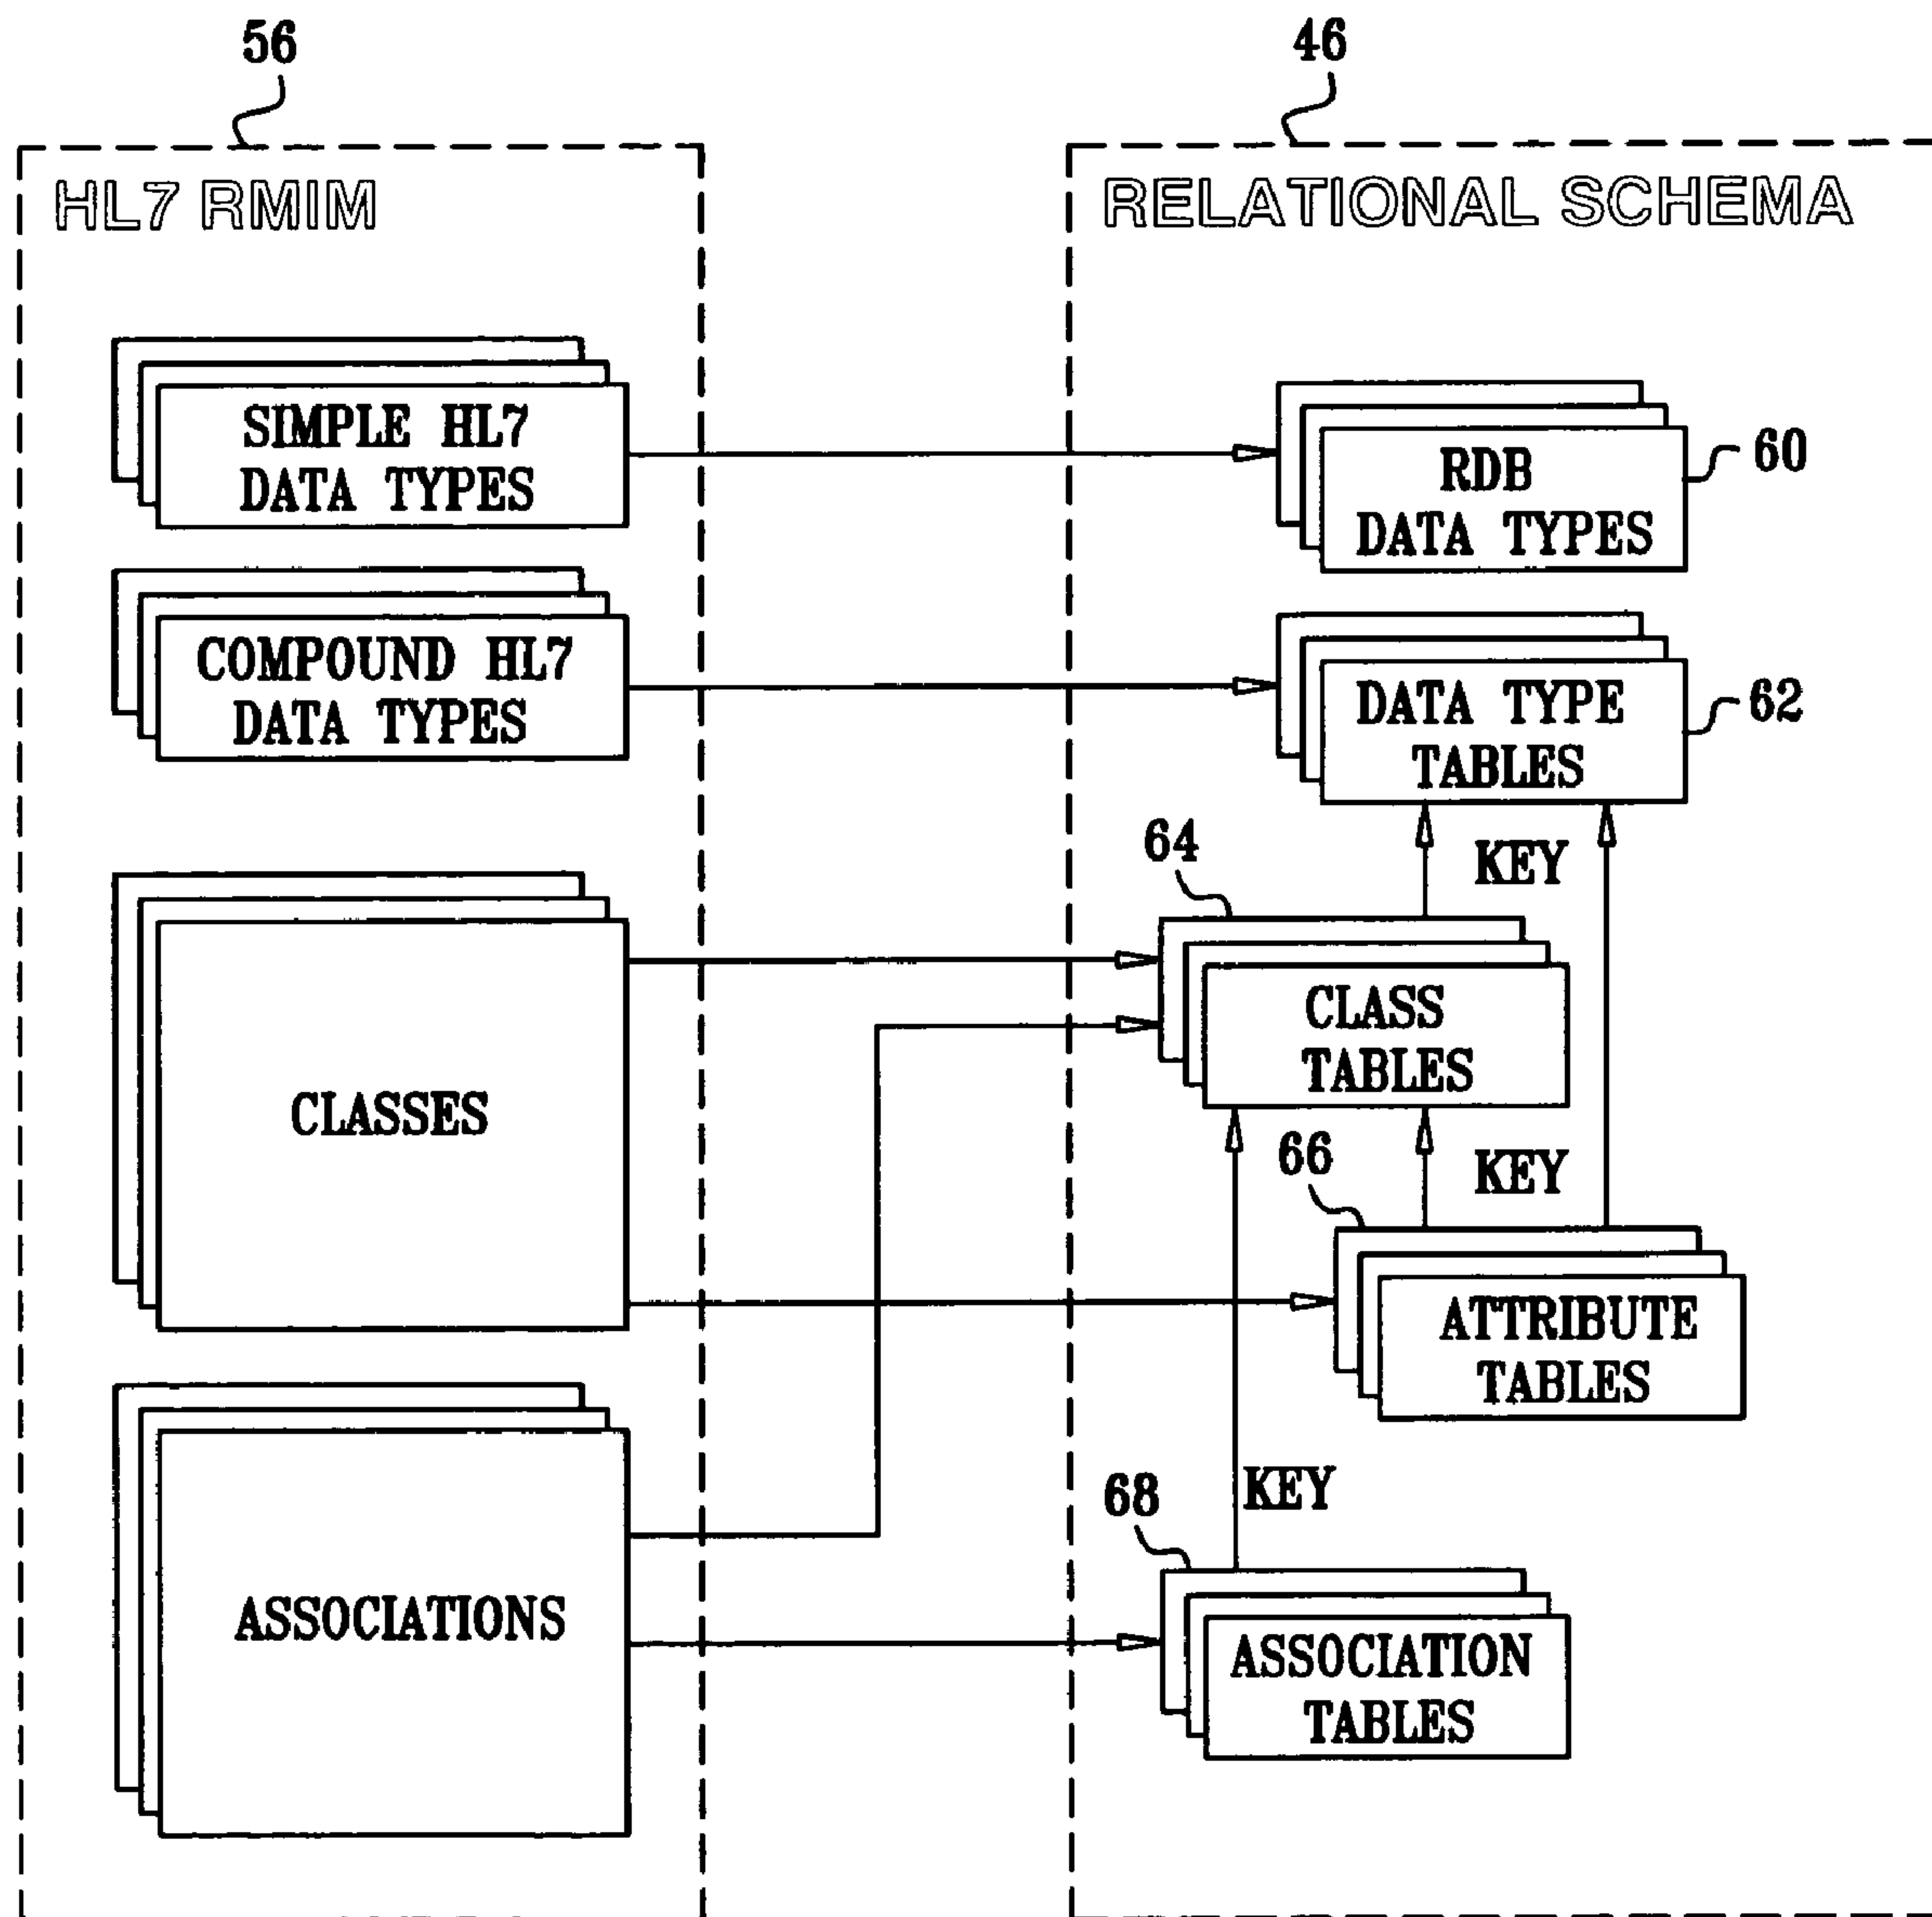 56
46
HL7 RMIM
RELATIONAL SCHEMA
SIMPLE HL7
DATA TYPES
RDB
DATA TYPES
60
COMPOUND HL7
DATA TYPES
DATA TYPE
TABLES
62
KEY
64
CLASSES
CLASS
TABLES
KEY
66
ATTRIBUTE
TABLES
KEY
68
ASSOCIATIONS
ASSOCIATION
TABLES